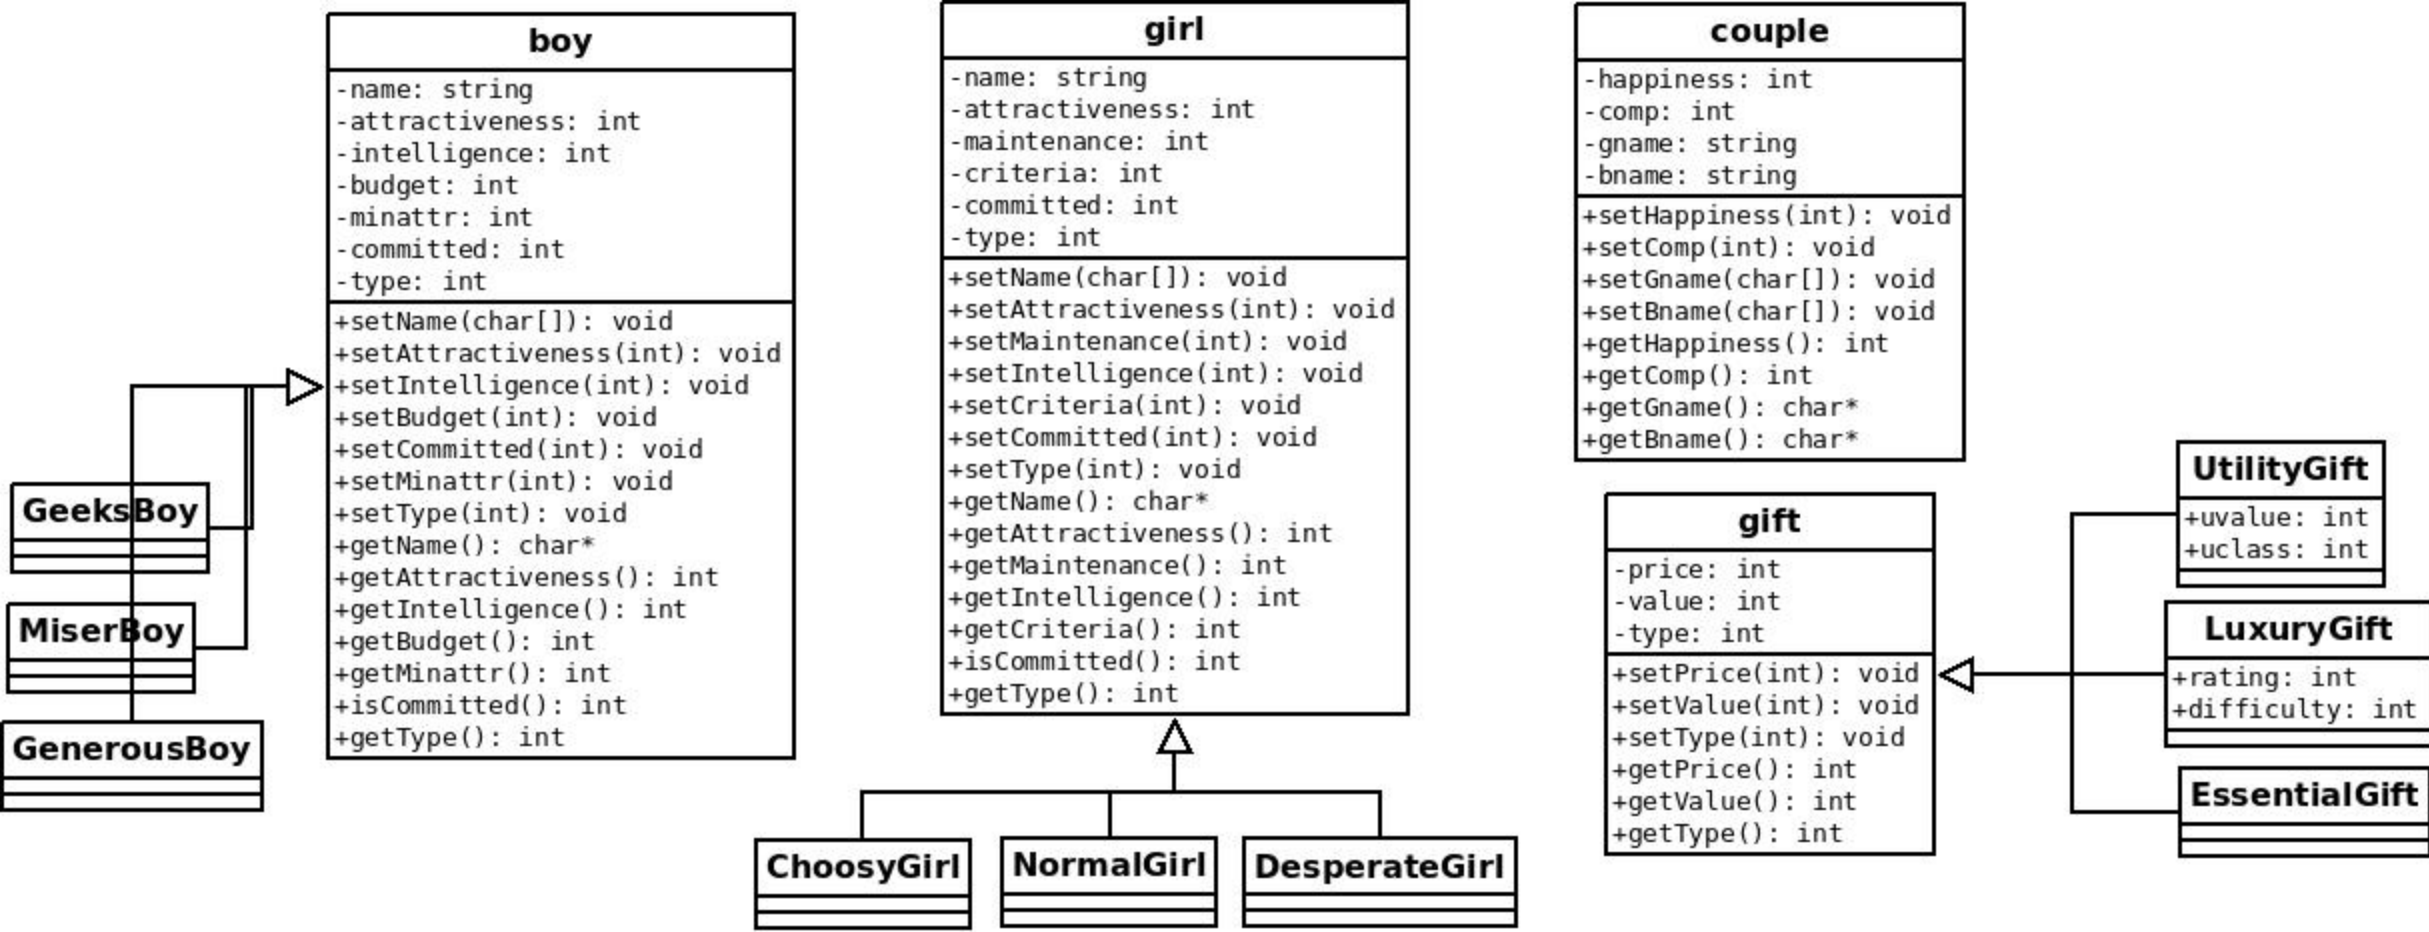 boy
-name: string
-attractiveness: int
-intelligence: int
-budget: int
-minattr: int
-committed: int
-type: int
+setName(char[]): void
+setAttractiveness(int): void
+setIntelligence(int): void
+setBudget(int): void
+setCommitted(int): void
+setMinattr(int): void
+setType(int): void
+getName(): char*
+getAttractiveness(): int
+getIntelligence(): int
+getBudget(): int
+getMinattr(): int
+isCommitted(): int
+getType(): int
GeeksBoy
MiserBoy
GenerousBoy
girl
-name: string
-attractiveness: int
-maintenance: int
-criteria: int
-committed: int
-type: int
+setName(char[]): void
+setAttractiveness(int): void
+setMaintenance(int): void
+setIntelligence(int): void
+setCriteria(int): void
+setCommitted(int): void
+setType(int): void
+getName(): char*
+getAttractiveness(): int
+getMaintenance(): int
+getIntelligence(): int
+getCriteria(): int
+isCommitted(): int
+getType(): int
ChoosyGirl
NormalGirl
DesperateGirl
couple
-happiness: int
-comp: int
-gname: string
-bname: string
+setHappiness(int): void
+setComp(int): void
+setGname(char[]): void
+setBname(char[]): void
+getHappiness(): int
+getComp(): int
+getGname(): char*
+getBname(): char*
gift
-price: int
-value: int
-type: int
+setPrice(int): void
+setValue(int): void
+setType(int): void
+getPrice(): int
+getValue(): int
+getType(): int
UtilityGift
+uvalue: int
+uclass: int
LuxuryGift
+rating: int
+difficulty: int
EssentialGift